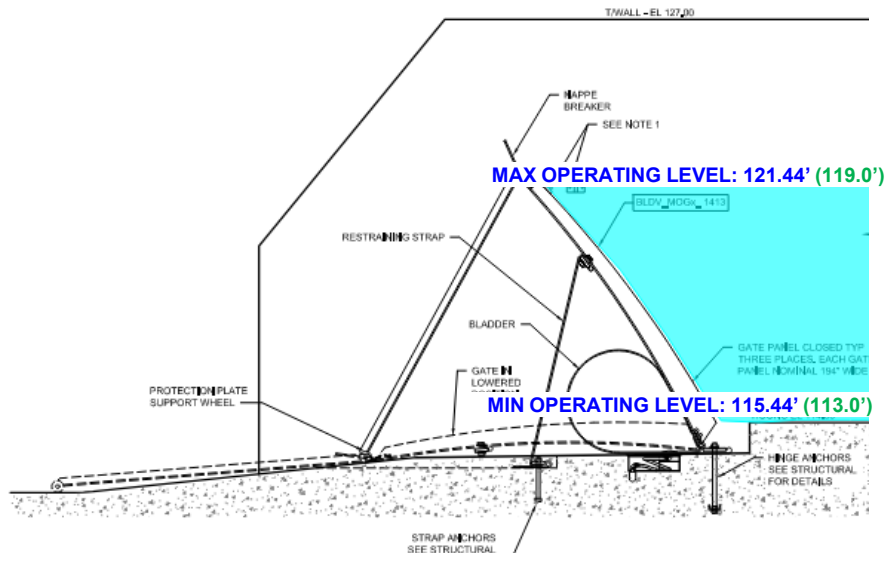 T/WALL - EL 127.00
NAPPE
BREAKER
SEE NOTE 1
MAX OPERATING LEVEL: 121.44' (119.0')
BLDV_MOGx_1413
RESTRAINING STRAP
BLADDER
GATE PANEL CLOSED TYP
THREE PLACES. EACH GAT
PANEL NOMINAL 194" WIDE
GATE IN
LOWERED
PROTECTION PLATE
SUPPORT WHEEL
MIN OPERATING LEVEL: 115.44' (113.0')
HINGE ANCHORS
SEE STRUCTURAL
FOR DETAILS
STRAP ANCHORS
SEE STRUCTURAL